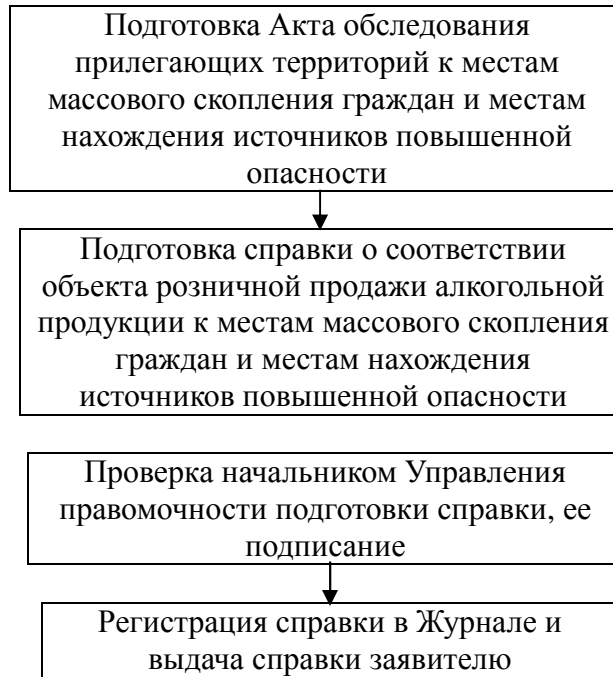 Подготовка Акта обследования
прилегающих территорий к местам
массового скопления граждан и местам
нахождения источников повышенной
опасности
Подготовка справки о соответствии
объекта розничной продажи алкогольной
продукции к местам массового скопления
граждан и местам нахождения
источников повышенной опасности
Проверка начальником Управления
правомочности подготовки справки, ее
подписание
Регистрация справки в Журнале и
выдача справки заявителю